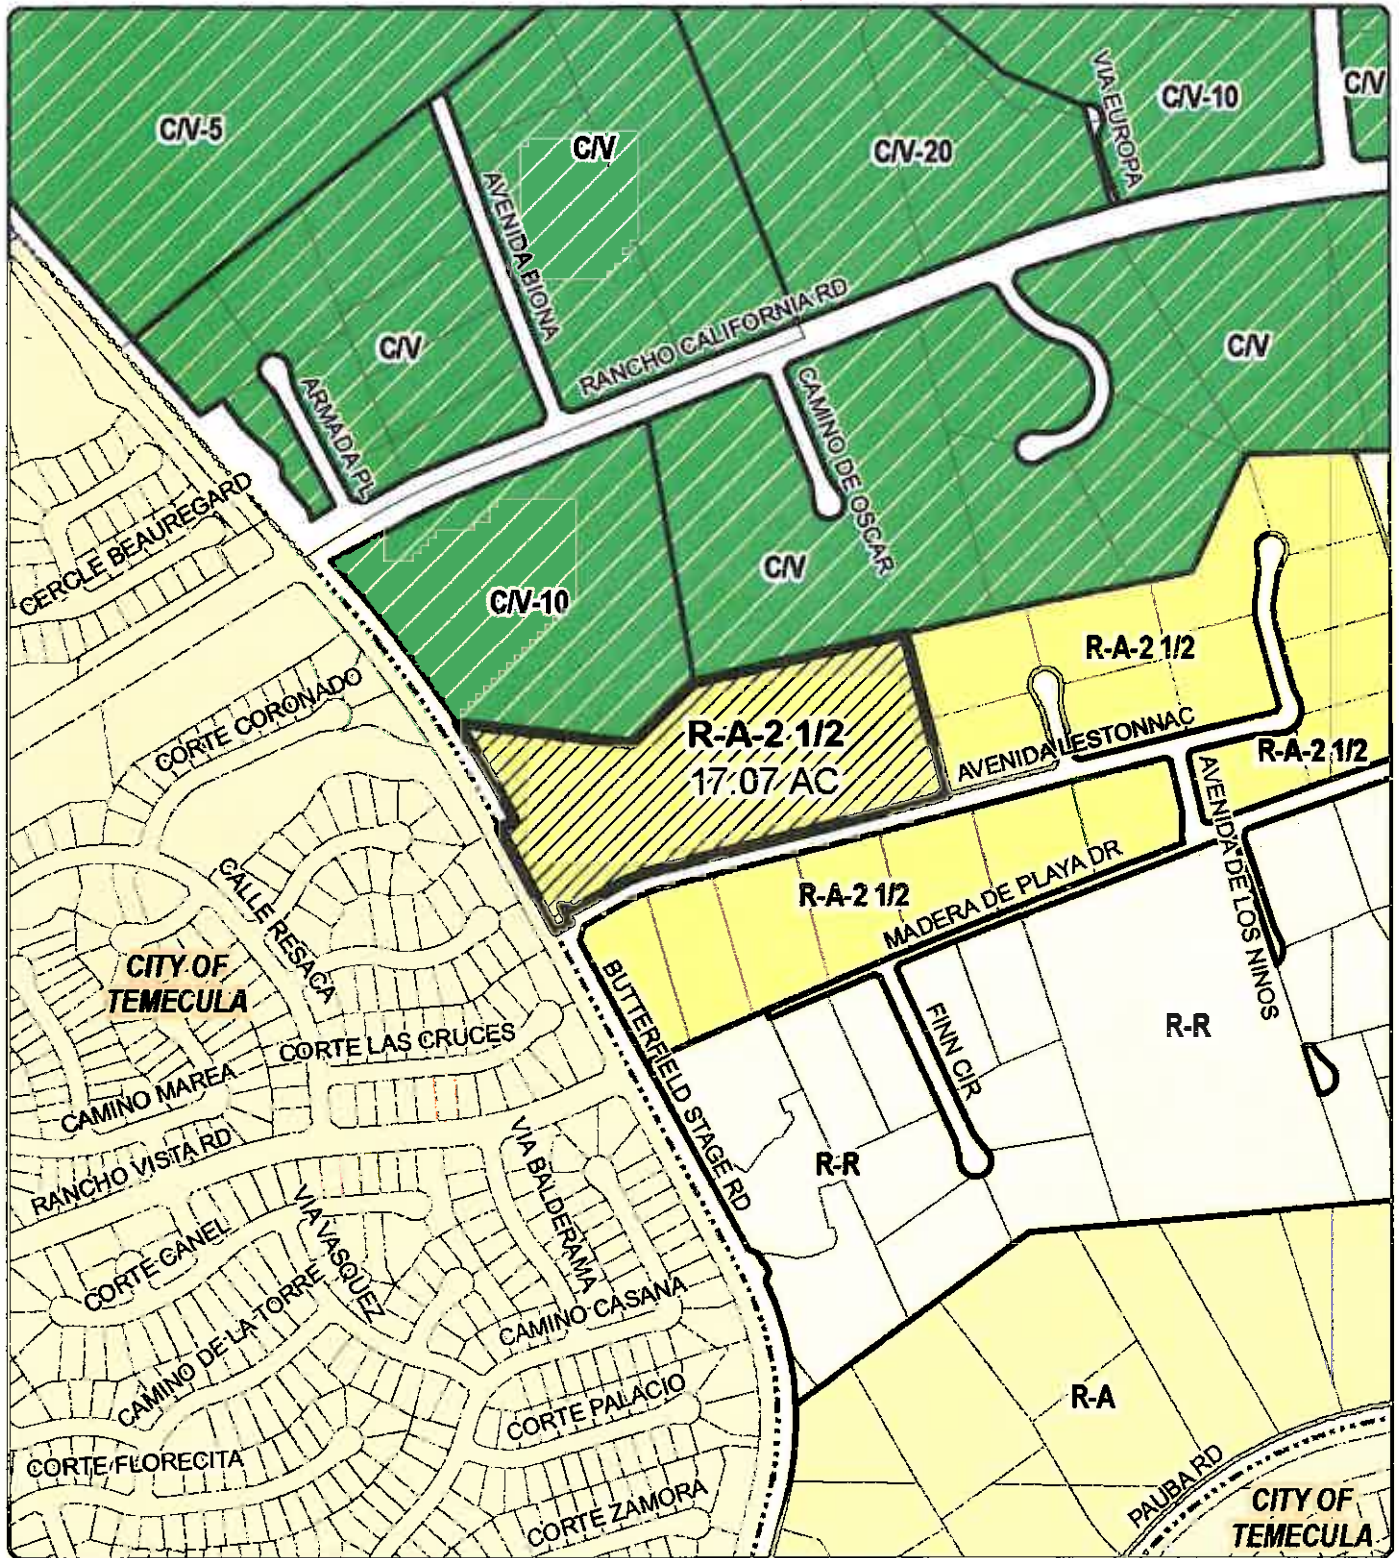 C/V-5
C/V
C/V-20
VIA EUROPA
C/V-10
C/V
AVENIDA BIONA
RANCHO CALIFORNIA RD
C/V
C/V
ARMADA PL
CAMINO DE OSCAR
CERCLE BEAUREGARD
C/V
C/V-10
R-A-2 1/2
CORTE CORONADO
R-A-2 1/2
17.07 AC
AVENIDA LESTONNAC
R-A-2 1/2
AVENIDA DE LOS NINOS
CALLE RESACA
R-A-2 1/2
MADERA DE PLAYA DR
CITY OF
TEMECULA
BUTTERFIELD STAGE RD
FINN CIR
R-R
CORTE LAS CRUCES
CAMINO MAREA
RANCHO VISTA RD
VIA BALDERAMA
R-R
VIA VASQUEZ
CORTE CANEL
CAMINO DE LA TORRE
CAMINO CASANA
CORTE PALACIO
R-A
CORTE FLORECITA
CORTE ZAMORA
PAUBA RD
CITY OF
TEMECULA